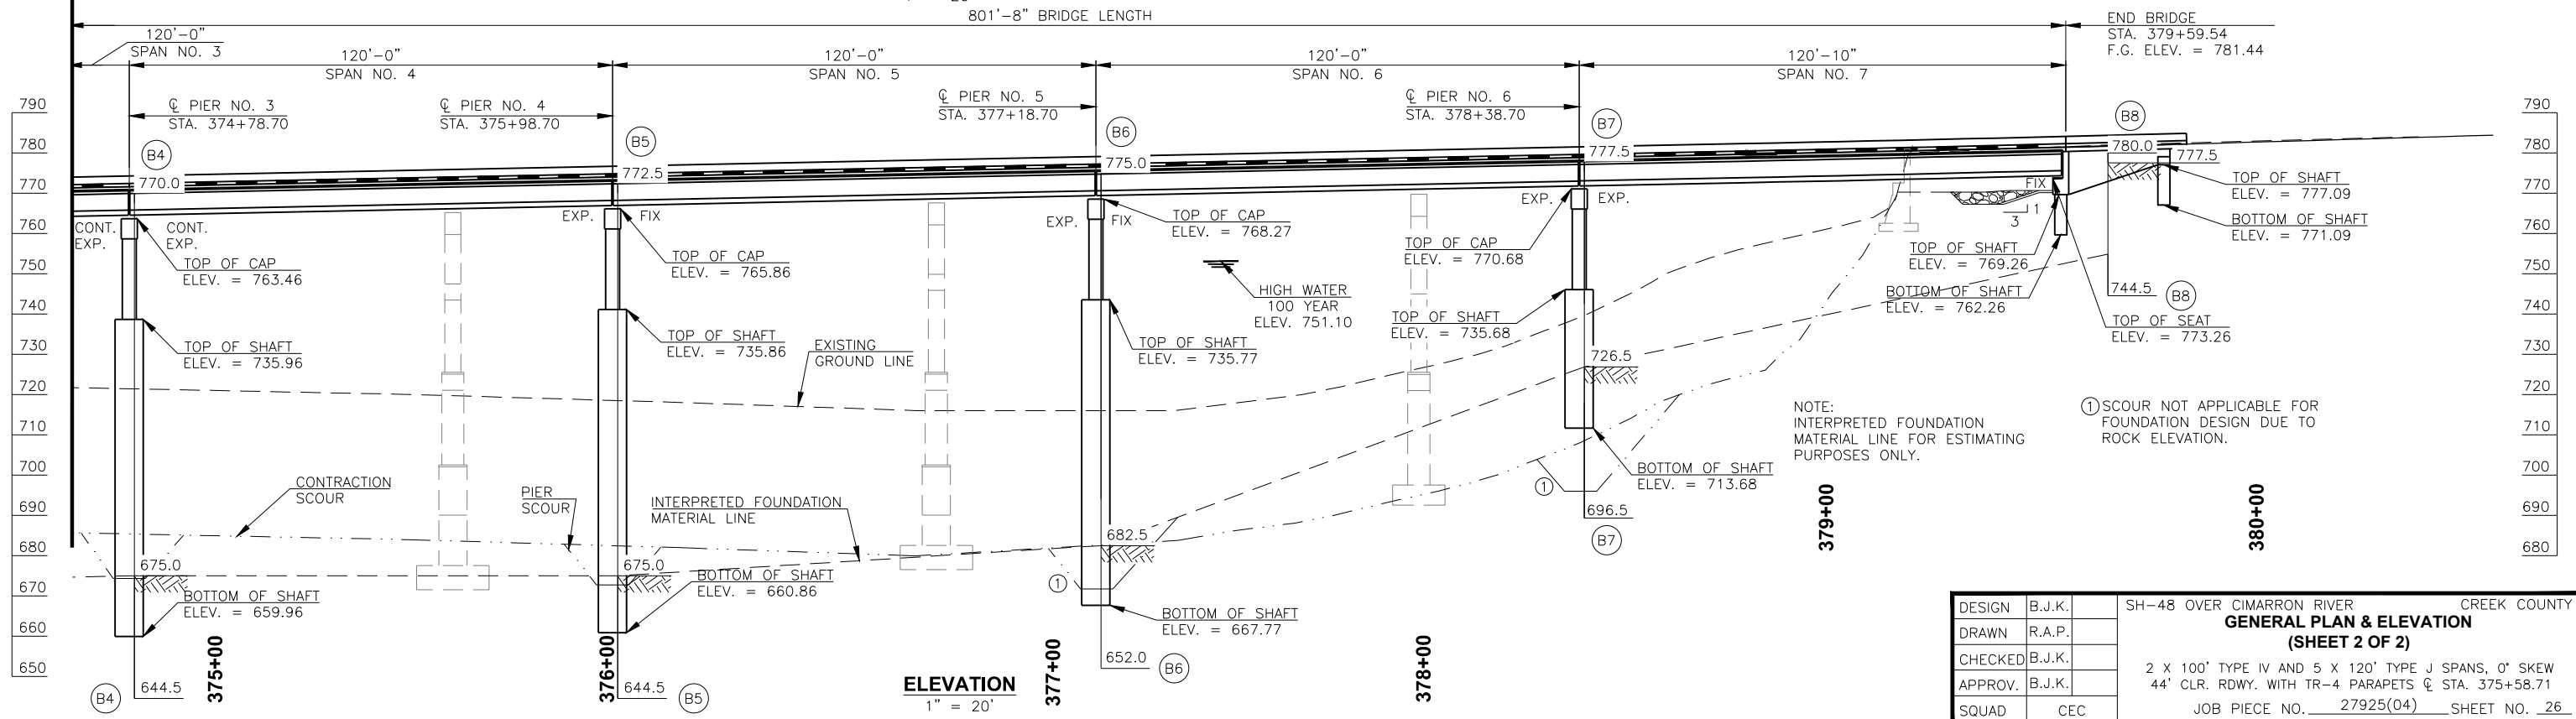 801'-8" BRIDGE LENGTH
END BRIDGE
STA. 379+59.54
F.G. ELEV. = 781.44
120'-0"
SPAN NO. 3
120'-0"
SPAN NO. 4
120'-0"
SPAN NO. 5
120'-0"
SPAN NO. 6
120'-10"
SPAN NO. 7
℄ PIER NO. 3
STA. 374+78.70
℄ PIER NO. 4
STA. 375+98.70
℄ PIER NO. 5
STA. 377+18.70
℄ PIER NO. 6
STA. 378+38.70
B4
B5
B6
B7
B8
790
780
770
760
750
740
730
720
710
700
690
680
670
660
650
790
780
770
760
750
740
730
720
710
700
690
680
770.0
772.5
775.0
777.5
780.0
777.5
CONT.
EXP.
CONT.
EXP.
EXP.
FIX
EXP.
FIX
EXP.
EXP.
FIX
TOP OF CAP
ELEV. = 763.46
TOP OF CAP
ELEV. = 765.86
TOP OF CAP
ELEV. = 768.27
TOP OF CAP
ELEV. = 770.68
TOP OF SHAFT
ELEV. = 777.09
BOTTOM OF SHAFT
ELEV. = 771.09
3
1
TOP OF SHAFT
ELEV. = 769.26
BOTTOM OF SHAFT
ELEV. = 762.26
744.5
B8
TOP OF SEAT
ELEV. = 773.26
HIGH WATER
100 YEAR
ELEV. 751.10
TOP OF SHAFT
ELEV. = 735.96
TOP OF SHAFT
ELEV. = 735.86
TOP OF SHAFT
ELEV. = 735.77
TOP OF SHAFT
ELEV. = 735.68
EXISTING
GROUND LINE
726.5
NOTE:
INTERPRETED FOUNDATION
MATERIAL LINE FOR ESTIMATING
PURPOSES ONLY.
1 SCOUR NOT APPLICABLE FOR
FOUNDATION DESIGN DUE TO
ROCK ELEVATION.
CONTRACTION
SCOUR
PIER
SCOUR
INTERPRETED FOUNDATION
MATERIAL LINE
1
BOTTOM OF SHAFT
ELEV. = 713.68
696.5
B7
675.0
675.0
682.5
1
BOTTOM OF SHAFT
ELEV. = 659.96
BOTTOM OF SHAFT
ELEV. = 660.86
BOTTOM OF SHAFT
ELEV. = 667.77
652.0
B6
B4
644.5
644.5
B5
375+00
376+00
377+00
378+00
379+00
380+00
ELEVATION
1" = 20'
DESIGN B.J.K.
DRAWN R.A.P.
CHECKED B.J.K.
APPROV. B.J.K.
SQUAD CEC
SH-48 OVER CIMARRON RIVER CREEK COUNTY
GENERAL PLAN & ELEVATION
(SHEET 2 OF 2)
2 X 100' TYPE IV AND 5 X 120' TYPE J SPANS, 0° SKEW
44' CLR. RDWY. WITH TR-4 PARAPETS ℄ STA. 375+58.71
JOB PIECE NO. 27925(04) SHEET NO. 26